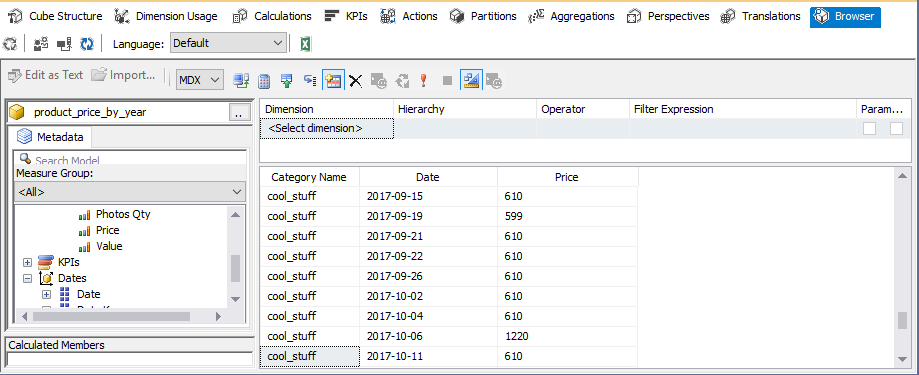 Cube Structure Dimension Usage Calculations KPIs Actions Partitions Aggregations Perspectives Translations Browser
Language: Default
Edit as Text Import... MDX
product_price_by_year ..
Metadata
Search Model
Measure Group:
<All>
Photos Qty
Price
Value
KPIs
Dates
Date
Calculated Members
Dimension Hierarchy Operator Filter Expression Param...
<Select dimension>
Category Name Date Price
cool_stuff 2017-09-15 610
cool_stuff 2017-09-19 599
cool_stuff 2017-09-21 610
cool_stuff 2017-09-22 610
cool_stuff 2017-09-26 610
cool_stuff 2017-10-02 610
cool_stuff 2017-10-04 610
cool_stuff 2017-10-06 1220
cool_stuff 2017-10-11 610